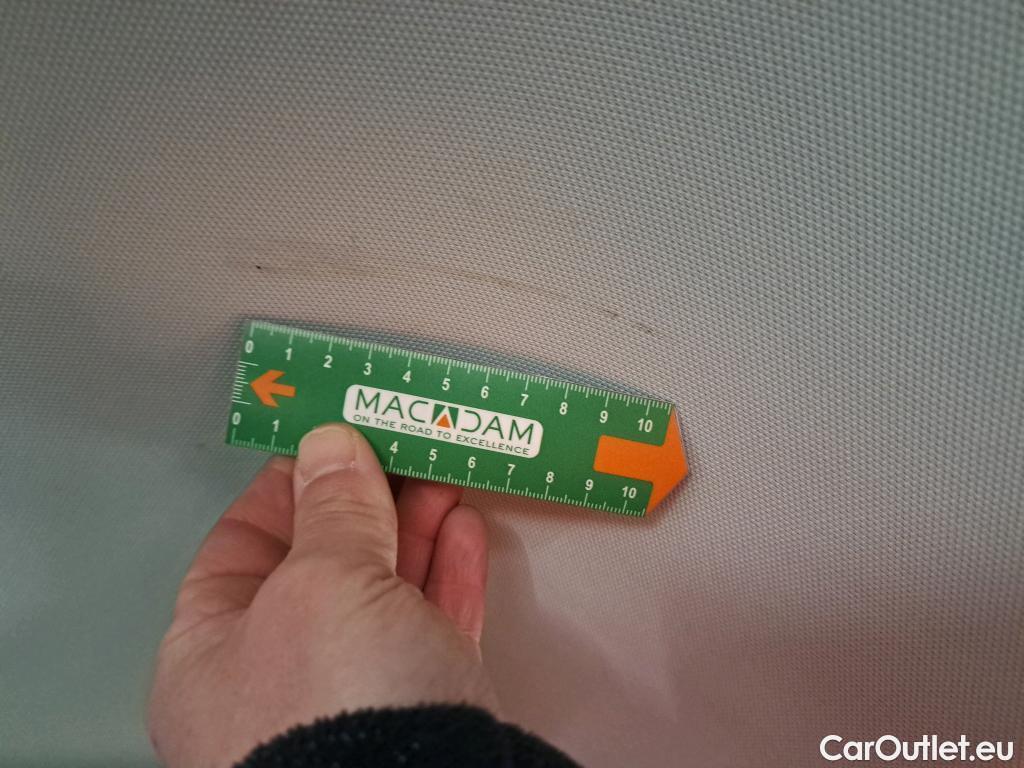 0 1 2 3 4 5 6 7 8 9 10
MACADAM
ON THE ROAD TO EXCELLENCE
0 1 4 5 6 7 8 9 10
CarOutlet.eu